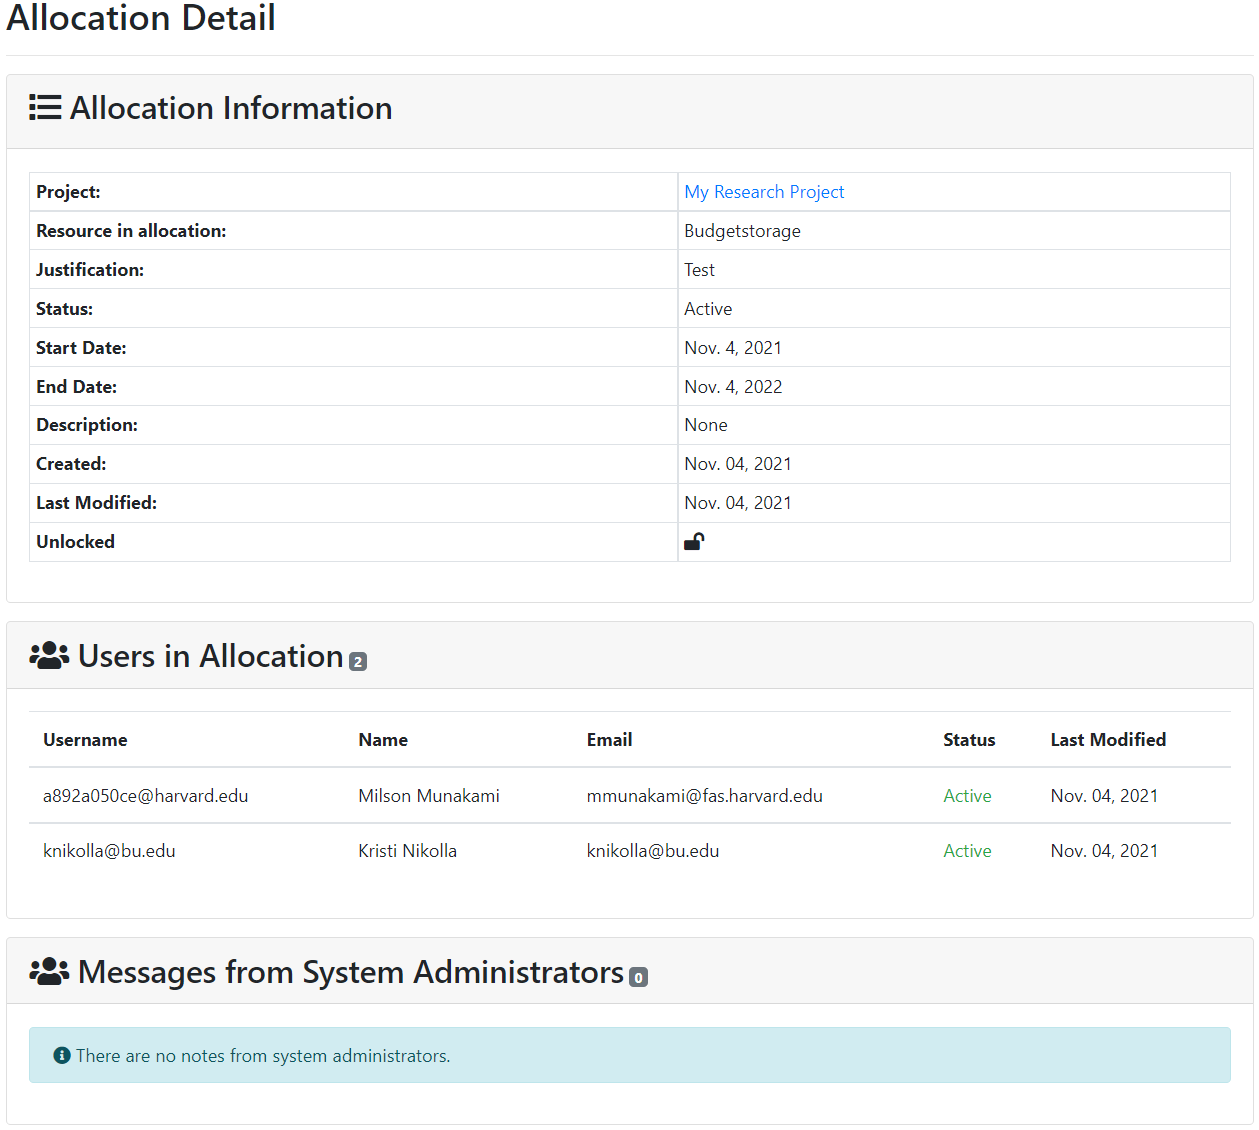 Allocation Detail
Allocation Information
Project: My Research Project
Resource in allocation: Budgetstorage
Justification: Test
Status: Active
Start Date: Nov. 4, 2021
End Date: Nov. 4, 2022
Description: None
Created: Nov. 04, 2021
Last Modified: Nov. 04, 2021
Unlocked
Users in Allocation 2
Username Name Email Status Last Modified
a892a050ce@harvard.edu Milson Munakami mmunakami@fas.harvard.edu Active Nov. 04, 2021
knikolla@bu.edu Kristi Nikolla knikolla@bu.edu Active Nov. 04, 2021
Messages from System Administrators 0
There are no notes from system administrators.